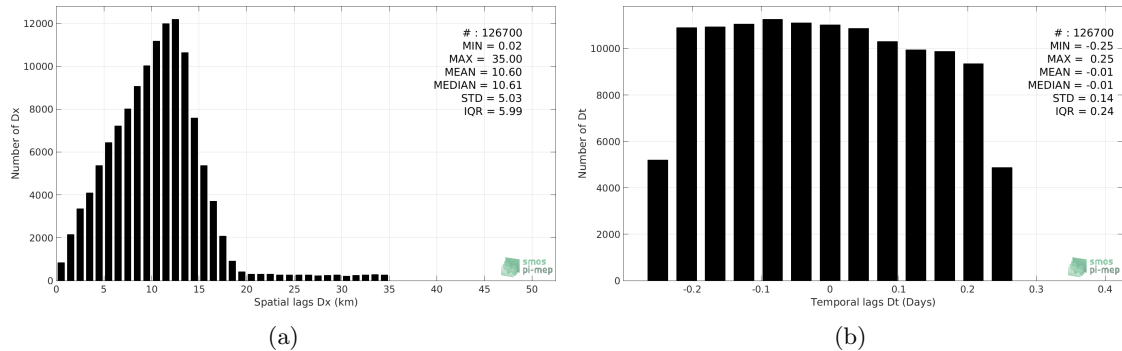 12000
10000
8000
6000
4000
2000
0
Number of Dx
# : 126700
MIN = 0.02
MAX = 35.00
MEAN = 10.60
MEDIAN = 10.61
STD = 5.03
IQR = 5.99
smos
pi-mep
0 5 10 15 20 25 30 35 40 45 50
Spatial lags Dx (km)
(a)
10000
8000
6000
4000
2000
0
Number of Dt
# : 126700
MIN = -0.25
MAX = 0.25
MEAN = -0.01
MEDIAN = -0.01
STD = 0.14
IQR = 0.24
smos
pi-mep
-0.2 -0.1 0 0.1 0.2 0.3 0.4
Temporal lags Dt (Days)
(b)